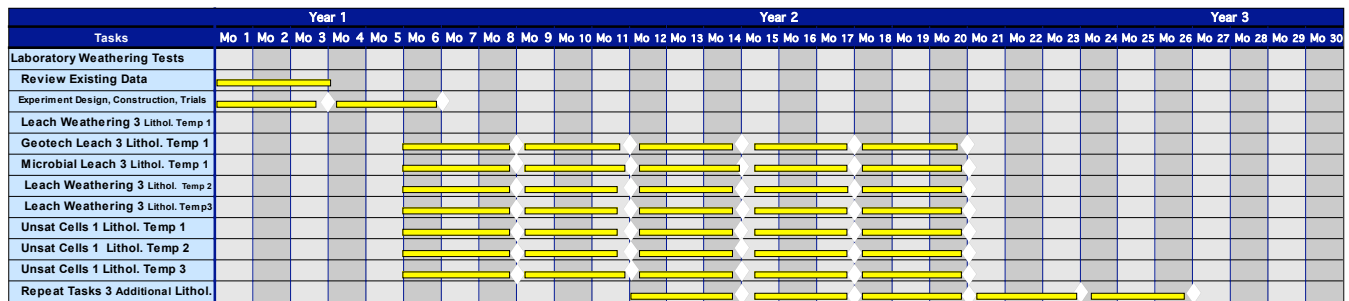 Year 1 Year 2 Year 3
Tasks Mo 1 Mo 2 Mo 3 Mo 4 Mo 5 Mo 6 Mo 7 Mo 8 Mo 9 Mo 10 Mo 11 Mo 12 Mo 13 Mo 14 Mo 15 Mo 16 Mo 17 Mo 18 Mo 19 Mo 20 Mo 21 Mo 22 Mo 23 Mo 24 Mo 25 Mo 26 Mo 27 Mo 28 Mo 29 Mo 30
Laboratory Weathering Tests
Review Existing Data
Experiment Design, Construction, Trials
Leach Weathering 3 Lithol. Temp 1
Geotech Leach 3 Lithol. Temp 1
Microbial Leach 3 Lithol. Temp 1
Leach Weathering 3 Lithol. Temp 2
Leach Weathering 3 Lithol. Temp3
Unsat Cells 1 Lithol. Temp 1
Unsat Cells 1 Lithol. Temp 2
Unsat Cells 1 Lithol. Temp 3
Repeat Tasks 3 Additional Lithol.